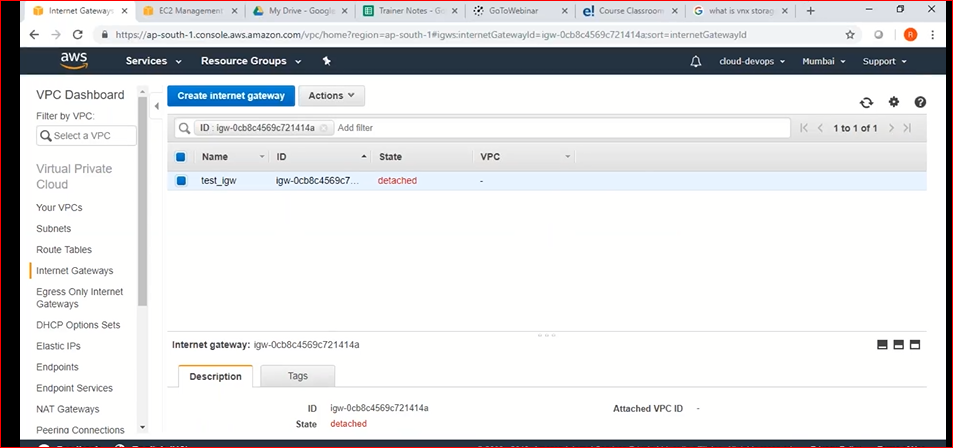 Internet Gateways EC2 Management My Drive - Google Trainer Notes - Go GoToWebinar Course Classroom what is vnx storag
https://ap-south-1.console.aws.amazon.com/vpc/home?region=ap-south-1#igws:internetGatewayId=igw-0cb8c4569c721414a;sort=internetGatewayId
aws Services Resource Groups cloud-devops Mumbai Support
VPC Dashboard
Filter by VPC:
Select a VPC
Virtual Private
Cloud
Your VPCs
Subnets
Route Tables
Internet Gateways
Egress Only Internet
Gateways
DHCP Options Sets
Elastic IPs
Endpoints
Endpoint Services
NAT Gateways
Peering Connections
Create internet gateway Actions
ID : igw-0cb8c4569c721414a Add filter 1 to 1 of 1
Name ID State VPC
test_igw igw-0cb8c4569c7... detached -
Internet gateway: igw-0cb8c4569c721414a
Description Tags
ID igw-0cb8c4569c721414a Attached VPC ID -
State detached